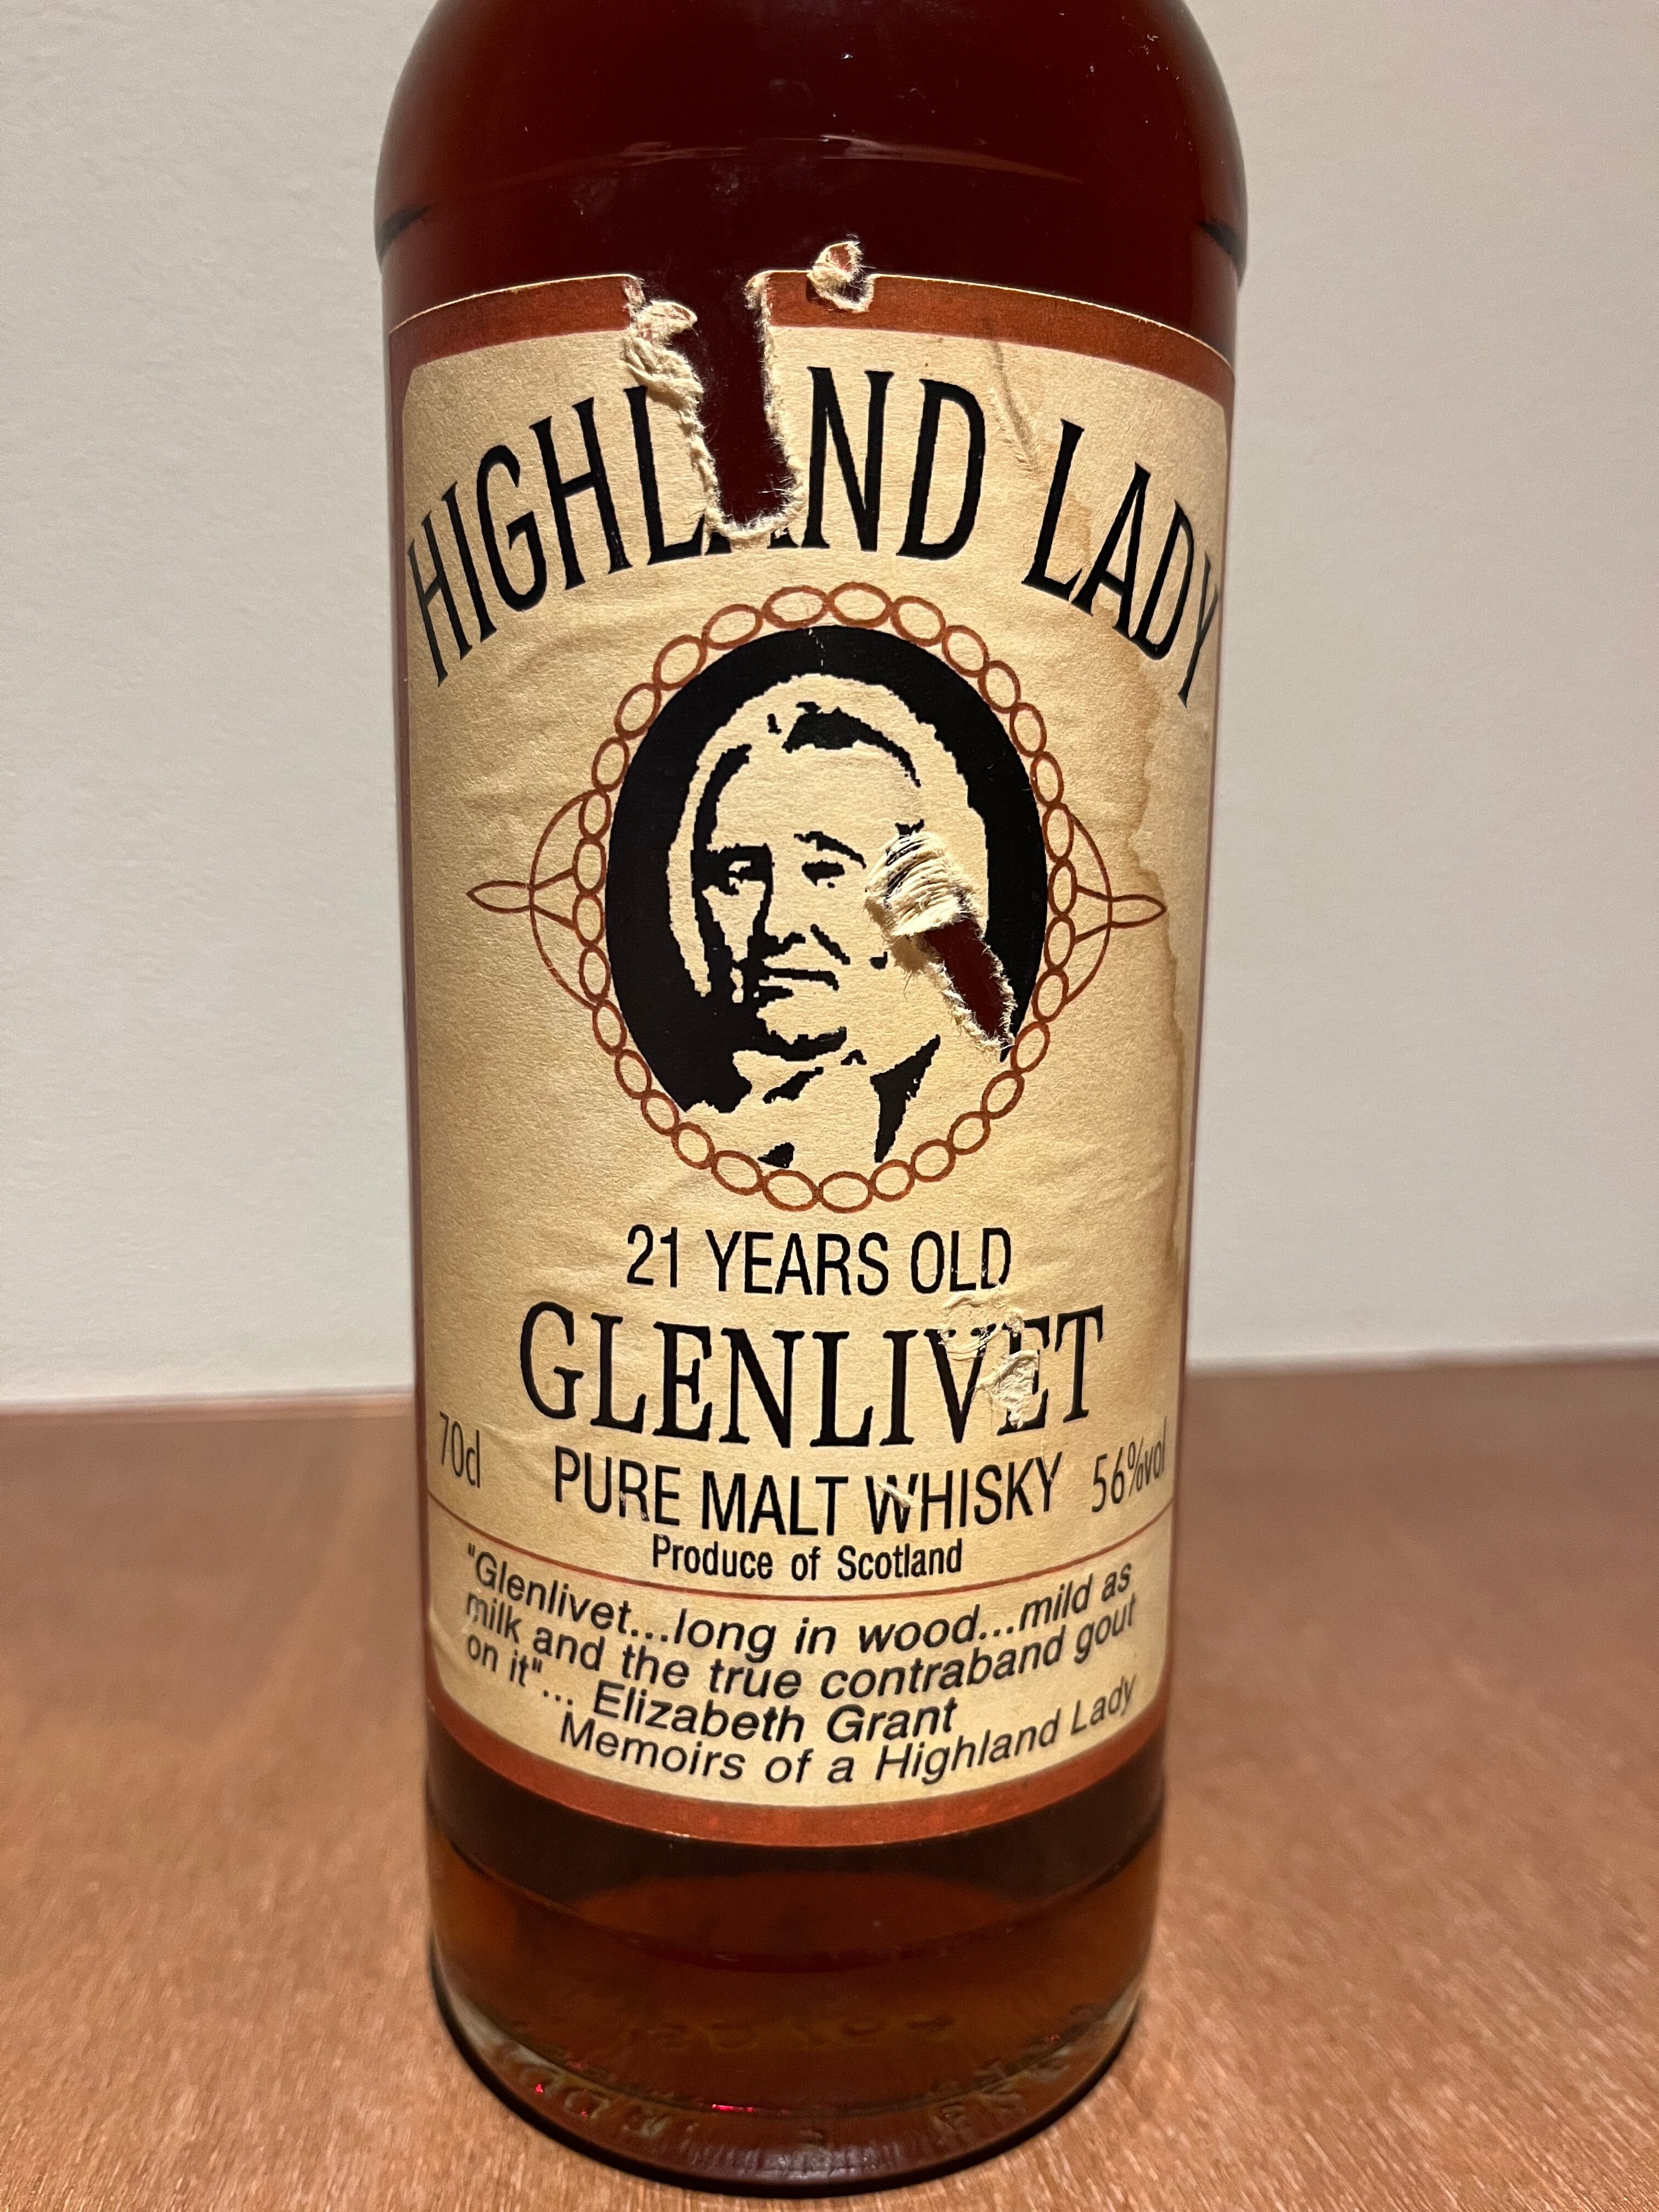 HIGHLAND LADY
21 YEARS OLD
GLENLIVET
70cl PURE MALT WHISKY 56%vol
Produce of Scotland
"Glenlivet...long in wood...mild as
milk and the true contraband gout
on it"... Elizabeth Grant
Memoirs of a Highland Lady